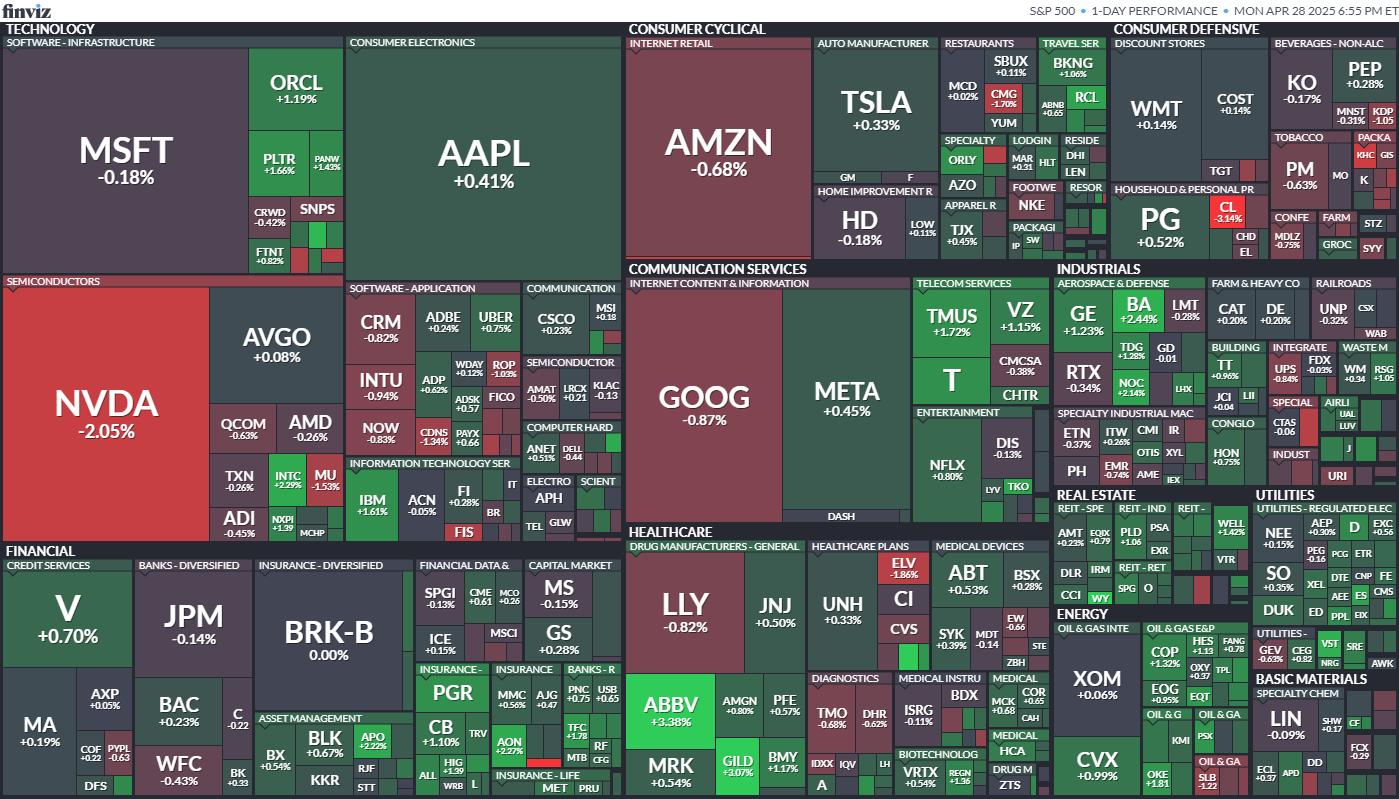 finviz
S&P 500 • 1-DAY PERFORMANCE • MON APR 28 2025 6:55 PM ET
TECHNOLOGY
SOFTWARE - INFRASTRUCTURE
MSFT
-0.18%
ORCL
+1.19%
PLTR
+1.66%
PANW
+1.43%
CRWD
-0.42%
SNPS
FTNT
+0.82%
CONSUMER ELECTRONICS
AAPL
+0.41%
SEMICONDUCTORS
NVDA
-2.05%
AVGO
+0.08%
QCOM
-0.63%
AMD
-0.26%
TXN
-0.26%
INTC
+2.29%
MU
-1.53%
ADI
-0.45%
NXPI
+1.39
MCHP
SOFTWARE - APPLICATION
CRM
-0.82%
ADBE
+0.24%
UBER
+0.75%
INTU
-0.94%
ADP
+0.62%
WDAY
+0.12%
ROP
-1.03%
ADSK
+0.57
FICO
NOW
-0.83%
CDNS
-1.34%
PAYX
+0.66
INFORMATION TECHNOLOGY SER
IBM
+1.61%
ACN
-0.05%
FI
+0.28%
IT
BR
FIS
COMMUNICATION
CSCO
+0.23%
MSI
+0.18
SEMICONDUCTOR
AMAT
-0.50%
LRCX
+0.21
KLAC
-0.13
COMPUTER HARD
ANET
+0.51%
DELL
-0.44
ELECTRO
APH
TEL
GLW
SCIENT
CONSUMER CYCLICAL
INTERNET RETAIL
AMZN
-0.68%
AUTO MANUFACTURER
TSLA
+0.33%
GM
F
HOME IMPROVEMENT R
HD
-0.18%
LOW
+0.11%
RESTAURANTS
MCD
+0.02%
SBUX
+0.11%
CMG
-1.70%
YUM
TRAVEL SER
BKNG
+1.06%
ABNB
+0.65
RCL
SPECIALTY
ORLY
AZO
LODGIN
MAR
+0.31
HLT
RESIDE
DHI
LEN
APPAREL R
TJX
+0.45%
FOOTWE
NKE
RESOR
PACKAGI
IP
SW
CONSUMER DEFENSIVE
DISCOUNT STORES
WMT
+0.14%
COST
+0.14%
TGT
HOUSEHOLD & PERSONAL PR
PG
+0.52%
CL
-3.14%
CHD
EL
BEVERAGES - NON-ALC
KO
-0.17%
PEP
+0.28%
MNST
-0.31%
KDP
-1.05
TOBACCO
PM
-0.63%
MO
PACKA
KHC
GIS
K
CONFE
MDLZ
-0.75%
FARM
GROC
STZ
SYY
COMMUNICATION SERVICES
INTERNET CONTENT & INFORMATION
GOOG
-0.87%
META
+0.45%
DASH
TELECOM SERVICES
TMUS
+1.72%
VZ
+1.15%
T
CMCSA
-0.38%
CHTR
ENTERTAINMENT
NFLX
+0.80%
DIS
-0.13%
LYV
TKO
INDUSTRIALS
AEROSPACE & DEFENSE
GE
+1.23%
BA
+2.44%
LMT
-0.28%
RTX
-0.34%
TDG
+1.28%
GD
-0.01
NOC
+2.14%
LHX
FARM & HEAVY CO
CAT
+0.20%
DE
+0.20%
RAILROADS
UNP
-0.32%
CSX
WAB
BUILDING
TT
+0.96%
JCI
+0.04
LII
INTEGRATE
UPS
-0.84%
FDX
-0.03%
WASTE M
WM
+0.34
RSG
+1.05
SPECIALTY INDUSTRIAL MAC
ETN
-0.37%
ITW
+0.26%
CMI
IR
OTIS
XYL
PH
EMR
-0.74%
AME
IEX
CONGLO
HON
+0.75%
SPECIAL
CTAS
-0.06
AIRLI
UAL
LUV
J
INDUST
URI
FINANCIAL
CREDIT SERVICES
V
+0.70%
MA
+0.19%
AXP
+0.05%
COF
+0.22
PYPL
-0.63
DFS
BANKS - DIVERSIFIED
JPM
-0.14%
BAC
+0.23%
C
-0.22
WFC
-0.43%
BK
+0.33
INSURANCE - DIVERSIFIED
BRK-B
0.00%
ASSET MANAGEMENT
BX
+0.54%
BLK
+0.67%
APO
+2.22%
KKR
RJF
STT
FINANCIAL DATA &
SPGI
-0.13%
CME
+0.61
MCO
+0.26
ICE
+0.15%
MSCI
CAPITAL MARKET
MS
-0.15%
GS
+0.28%
INSURANCE -
PGR
CB
+1.10%
TRV
ALL
HIG
+1.39
WRB
L
INSURANCE
MMC
+0.56%
AJG
+0.47
AON
+2.27%
INSURANCE - LIFE
MET
PRU
BANKS - R
PNC
+0.75
USB
+0.65
TFC
+1.78
RF
MTB
CFG
HEALTHCARE
DRUG MANUFACTURERS - GENERAL
LLY
-0.82%
JNJ
+0.50%
ABBV
+3.38%
AMGN
+0.80%
PFE
+0.57%
MRK
+0.54%
GILD
+3.07%
BMY
+1.17%
HEALTHCARE PLANS
UNH
+0.33%
ELV
-1.86%
CI
CVS
MEDICAL DEVICES
ABT
+0.53%
BSX
+0.28%
SYK
+0.39%
MDT
-0.14
EW
-0.66
STE
ZBH
DIAGNOSTICS
TMO
-0.68%
DHR
-0.62%
IDXX
IQV
LH
A
MEDICAL INSTRU
ISRG
-0.11%
BDX
BIOTECHNOLOG
VRTX
+0.54%
REGN
+1.36
MEDICAL
MCK
+0.68
COR
+0.65
CAH
MEDICAL
HCA
DRUG M
ZTS
REAL ESTATE
REIT - SPE
AMT
+0.23%
EQIX
+0.79
DLR
IRM
CCI
WY
REIT - IND
PLD
+1.06
PSA
EXR
REIT - RET
SPG
O
REIT -
WELL
+1.42%
VTR
ENERGY
OIL & GAS INTE
XOM
+0.06%
CVX
+0.99%
OIL & GAS E&P
COP
+1.32%
HES
+1.13
FANG
+0.78
EOG
+0.95%
OXY
+0.37
TPL
EQT
OIL & G
KMI
OKE
+1.81
OIL & GA
PSX
OIL & GA
SLB
-1.22
UTILITIES
UTILITIES - REGULATED ELEC
NEE
+0.15%
AEP
+0.30%
D
EXC
+0.56
SO
+0.35%
PEG
-0.16
PCG
ETR
XEL
DTE
CNP
FE
DUK
ED
AEE
ES
CMS
PPL
EIX
UTILITIES -
GEV
-0.63%
CEG
+0.82
VST
NRG
SRE
AWK
BASIC MATERIALS
SPECIALTY CHEM
LIN
-0.09%
SHW
+0.17
ECL
+0.37
APD
DD
CF
FCX
-0.29